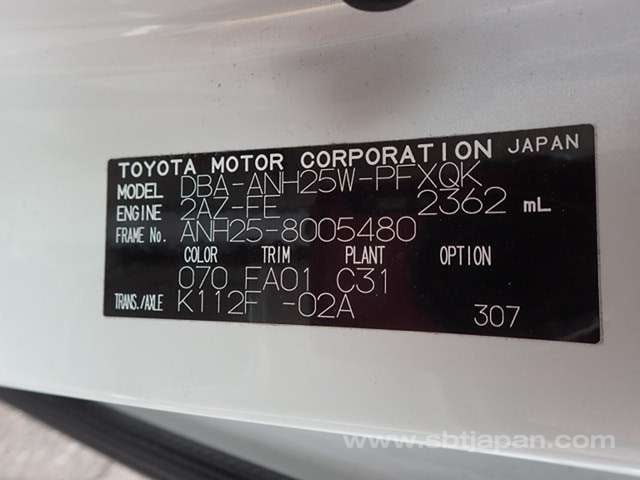 TOYOTA MOTOR CORPORATION JAPAN
MODEL DBA-ANH25W-PFXQK
ENGINE 2AZ-FE 2362 mL
FRAME No. ANH25-8005480
COLOR TRIM PLANT OPTION
070 FA01 C31
TRANS./AXLE K112F -02A
307
www.sbtjapan.com